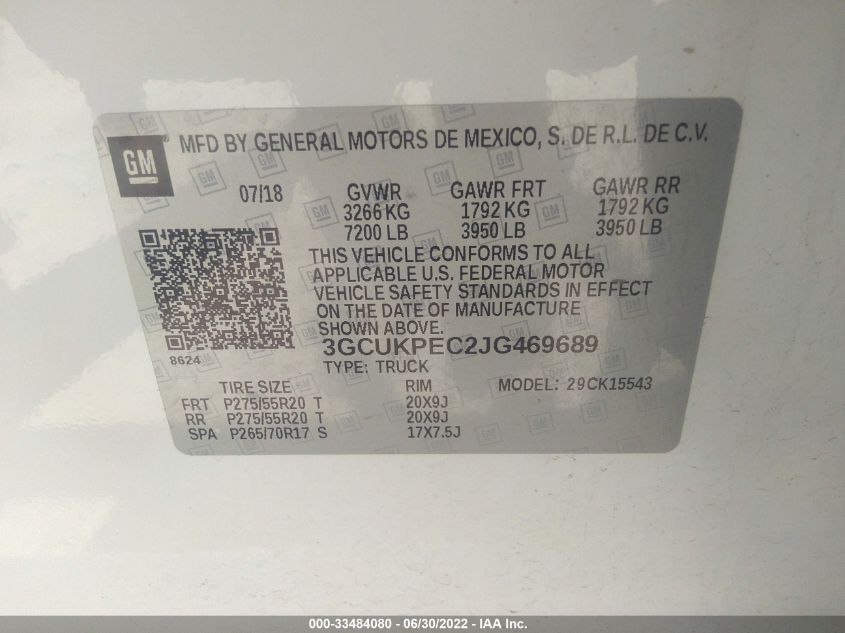 GM
MFD BY GENERAL MOTORS DE MEXICO, S. DE R.L. DE C.V.
07/18 GVWR GAWR FRT GAWR RR
3266 KG 1792 KG 1792 KG
7200 LB 3950 LB 3950 LB
THIS VEHICLE CONFORMS TO ALL
APPLICABLE U.S. FEDERAL MOTOR
VEHICLE SAFETY STANDARDS IN EFFECT
ON THE DATE OF MANUFACTURE
SHOWN ABOVE.
8624
3GCUKPEC2JG469689
TYPE: TRUCK
TIRE SIZE RIM MODEL: 29CK15543
FRT P275/55R20 T 20X9J
RR P275/55R20 T 20X9J
SPA P265/70R17 S 17X7.5J
000-33484080 - 06/30/2022 - IAA Inc.